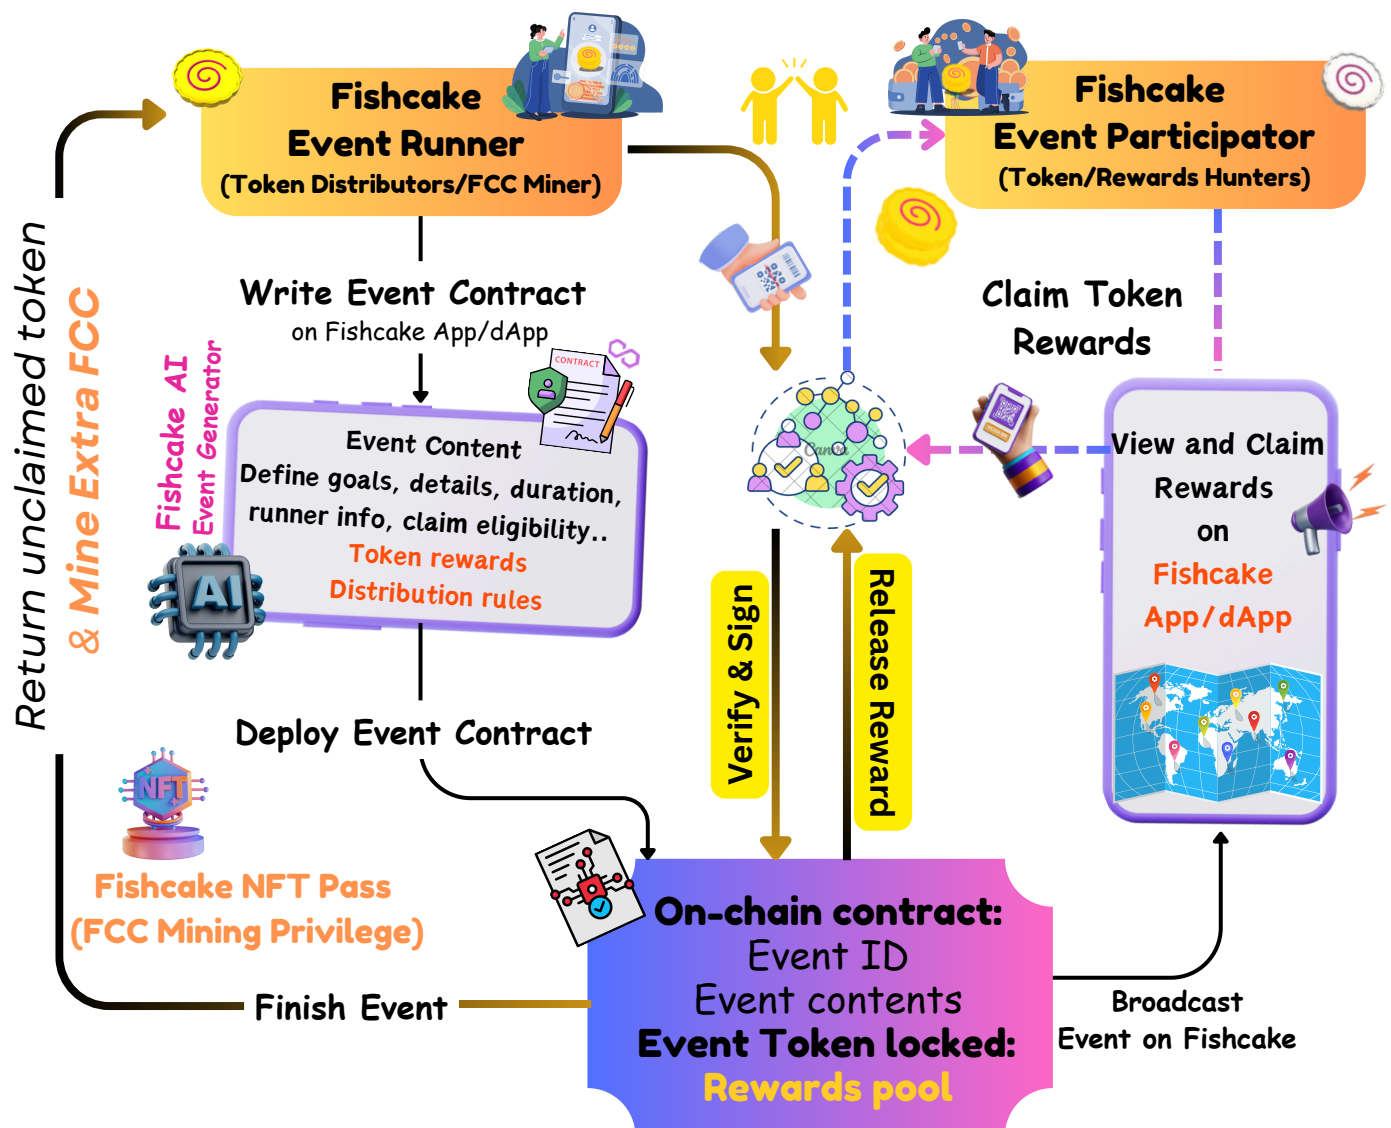 Fishcake
Event Runner
(Token Distributors/FCC Miner)
Fishcake
Event Participator
(Token/Rewards Hunters)
Return unclaimed token
& Mine Extra FCC
Write Event Contract
on Fishcake App/dApp
Claim Token
Rewards
Fishcake AI
Event Generator
CONTRACT
Event Content
Define goals, details, duration,
runner info, claim eligibility..
Token rewards
Distribution rules
AI
Canva
View and Claim
Rewards
on
Fishcake
App/dApp
Verify & Sign
Release Reward
Deploy Event Contract
NFT
Fishcake NFT Pass
(FCC Mining Privilege)
Finish Event
On-chain contract:
Event ID
Event contents
Event Token locked:
Rewards pool
Broadcast
Event on Fishcake